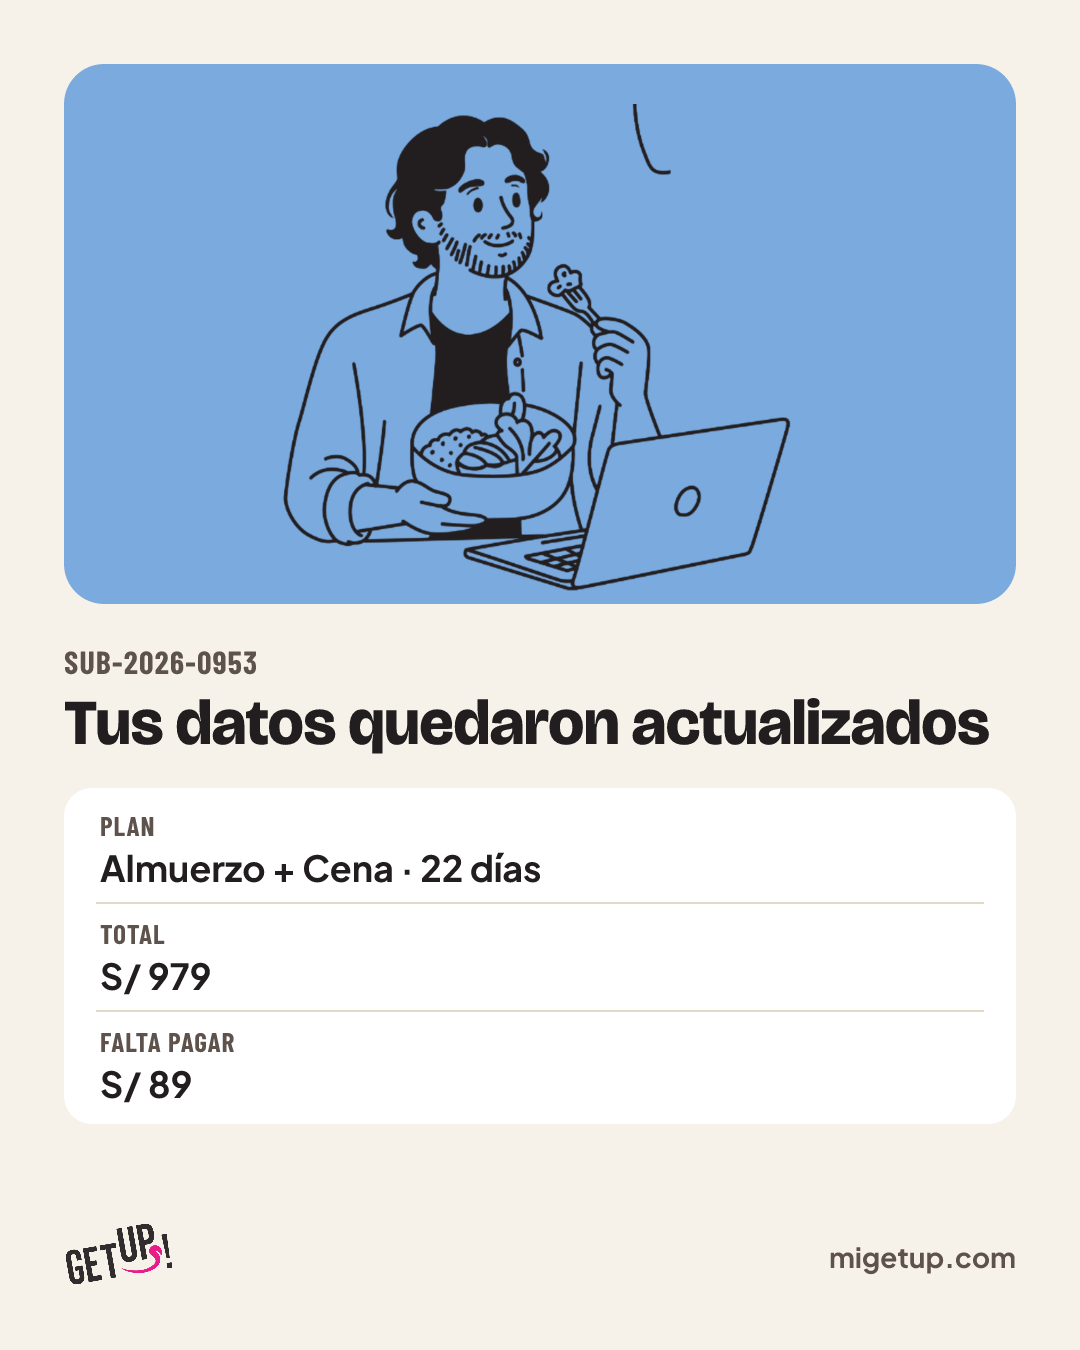 SUB-2026-0953
Tus datos quedaron actualizados
PLAN
Almuerzo + Cena · 22 días
TOTAL
S/ 979
FALTA PAGAR
S/ 89
GETUP!
migetup.com